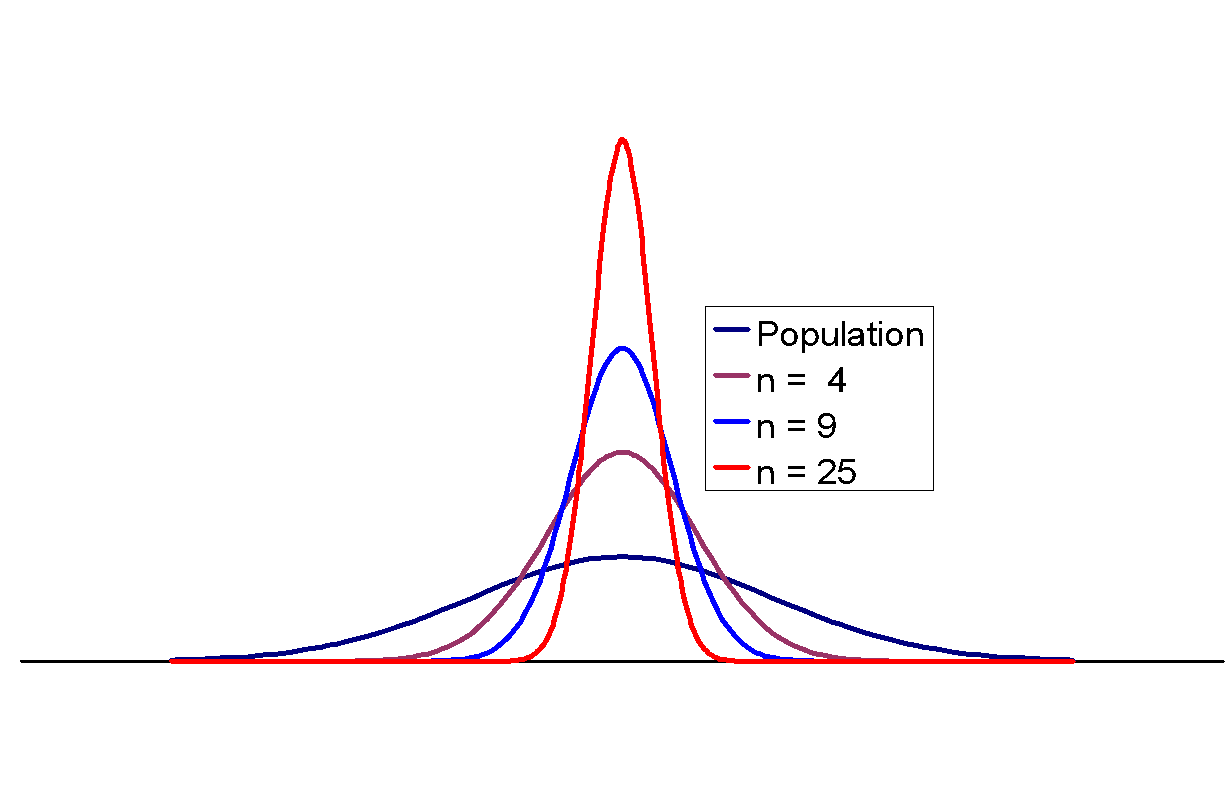 Population
n =  4
n = 9
n = 25